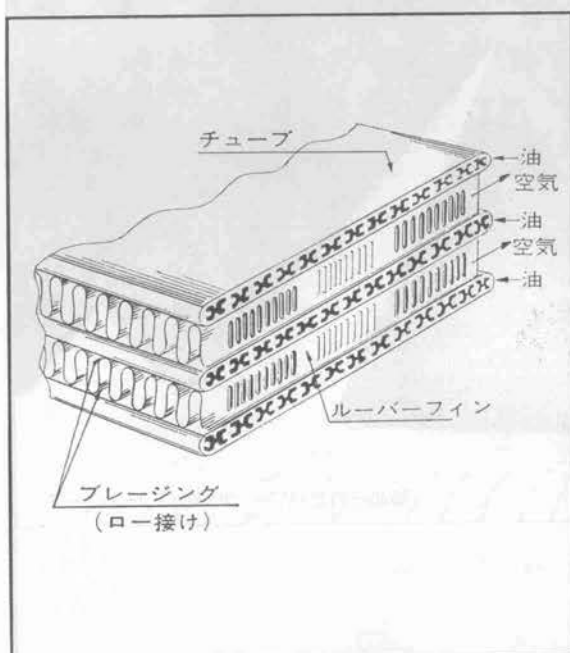 チューブ
油
空気
油
空気
油
ルーバーフィン
ブレージング
(ロー接け)